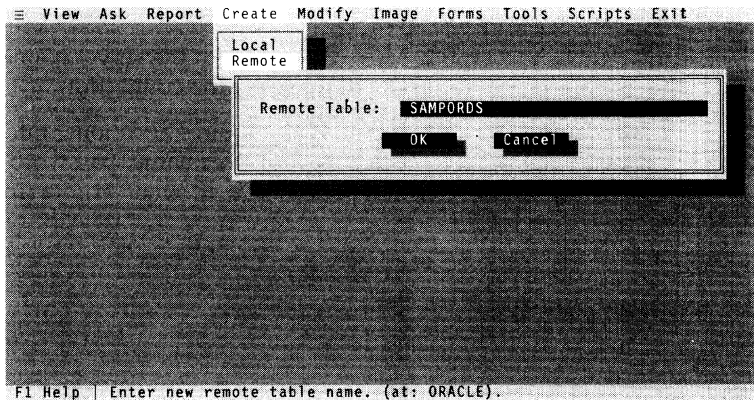 ≡ View Ask Report Create Modify Image Forms Tools Scripts Exit
Local
Remote
Remote Table: SAMPORDS
OK Cancel
F1 Help | Enter new remote table name. (at: ORACLE).